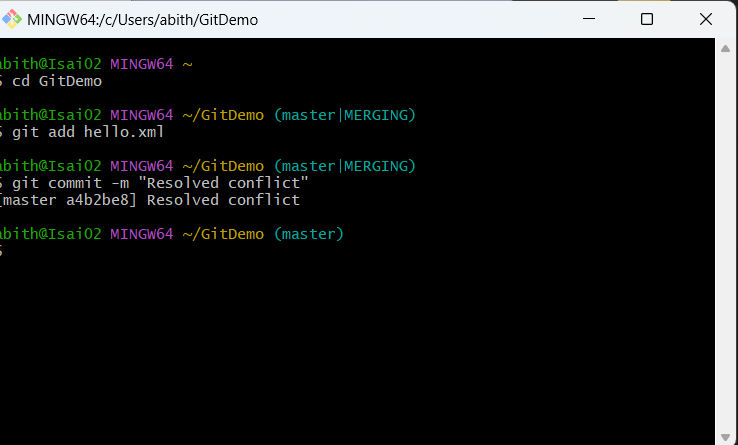 MINGW64:/c/Users/abith/GitDemo
abith@Isai02 MINGW64 ~
$ cd GitDemo
abith@Isai02 MINGW64 ~/GitDemo (master|MERGING)
$ git add hello.xml
abith@Isai02 MINGW64 ~/GitDemo (master|MERGING)
$ git commit -m "Resolved conflict"
[master a4b2be8] Resolved conflict
abith@Isai02 MINGW64 ~/GitDemo (master)
$